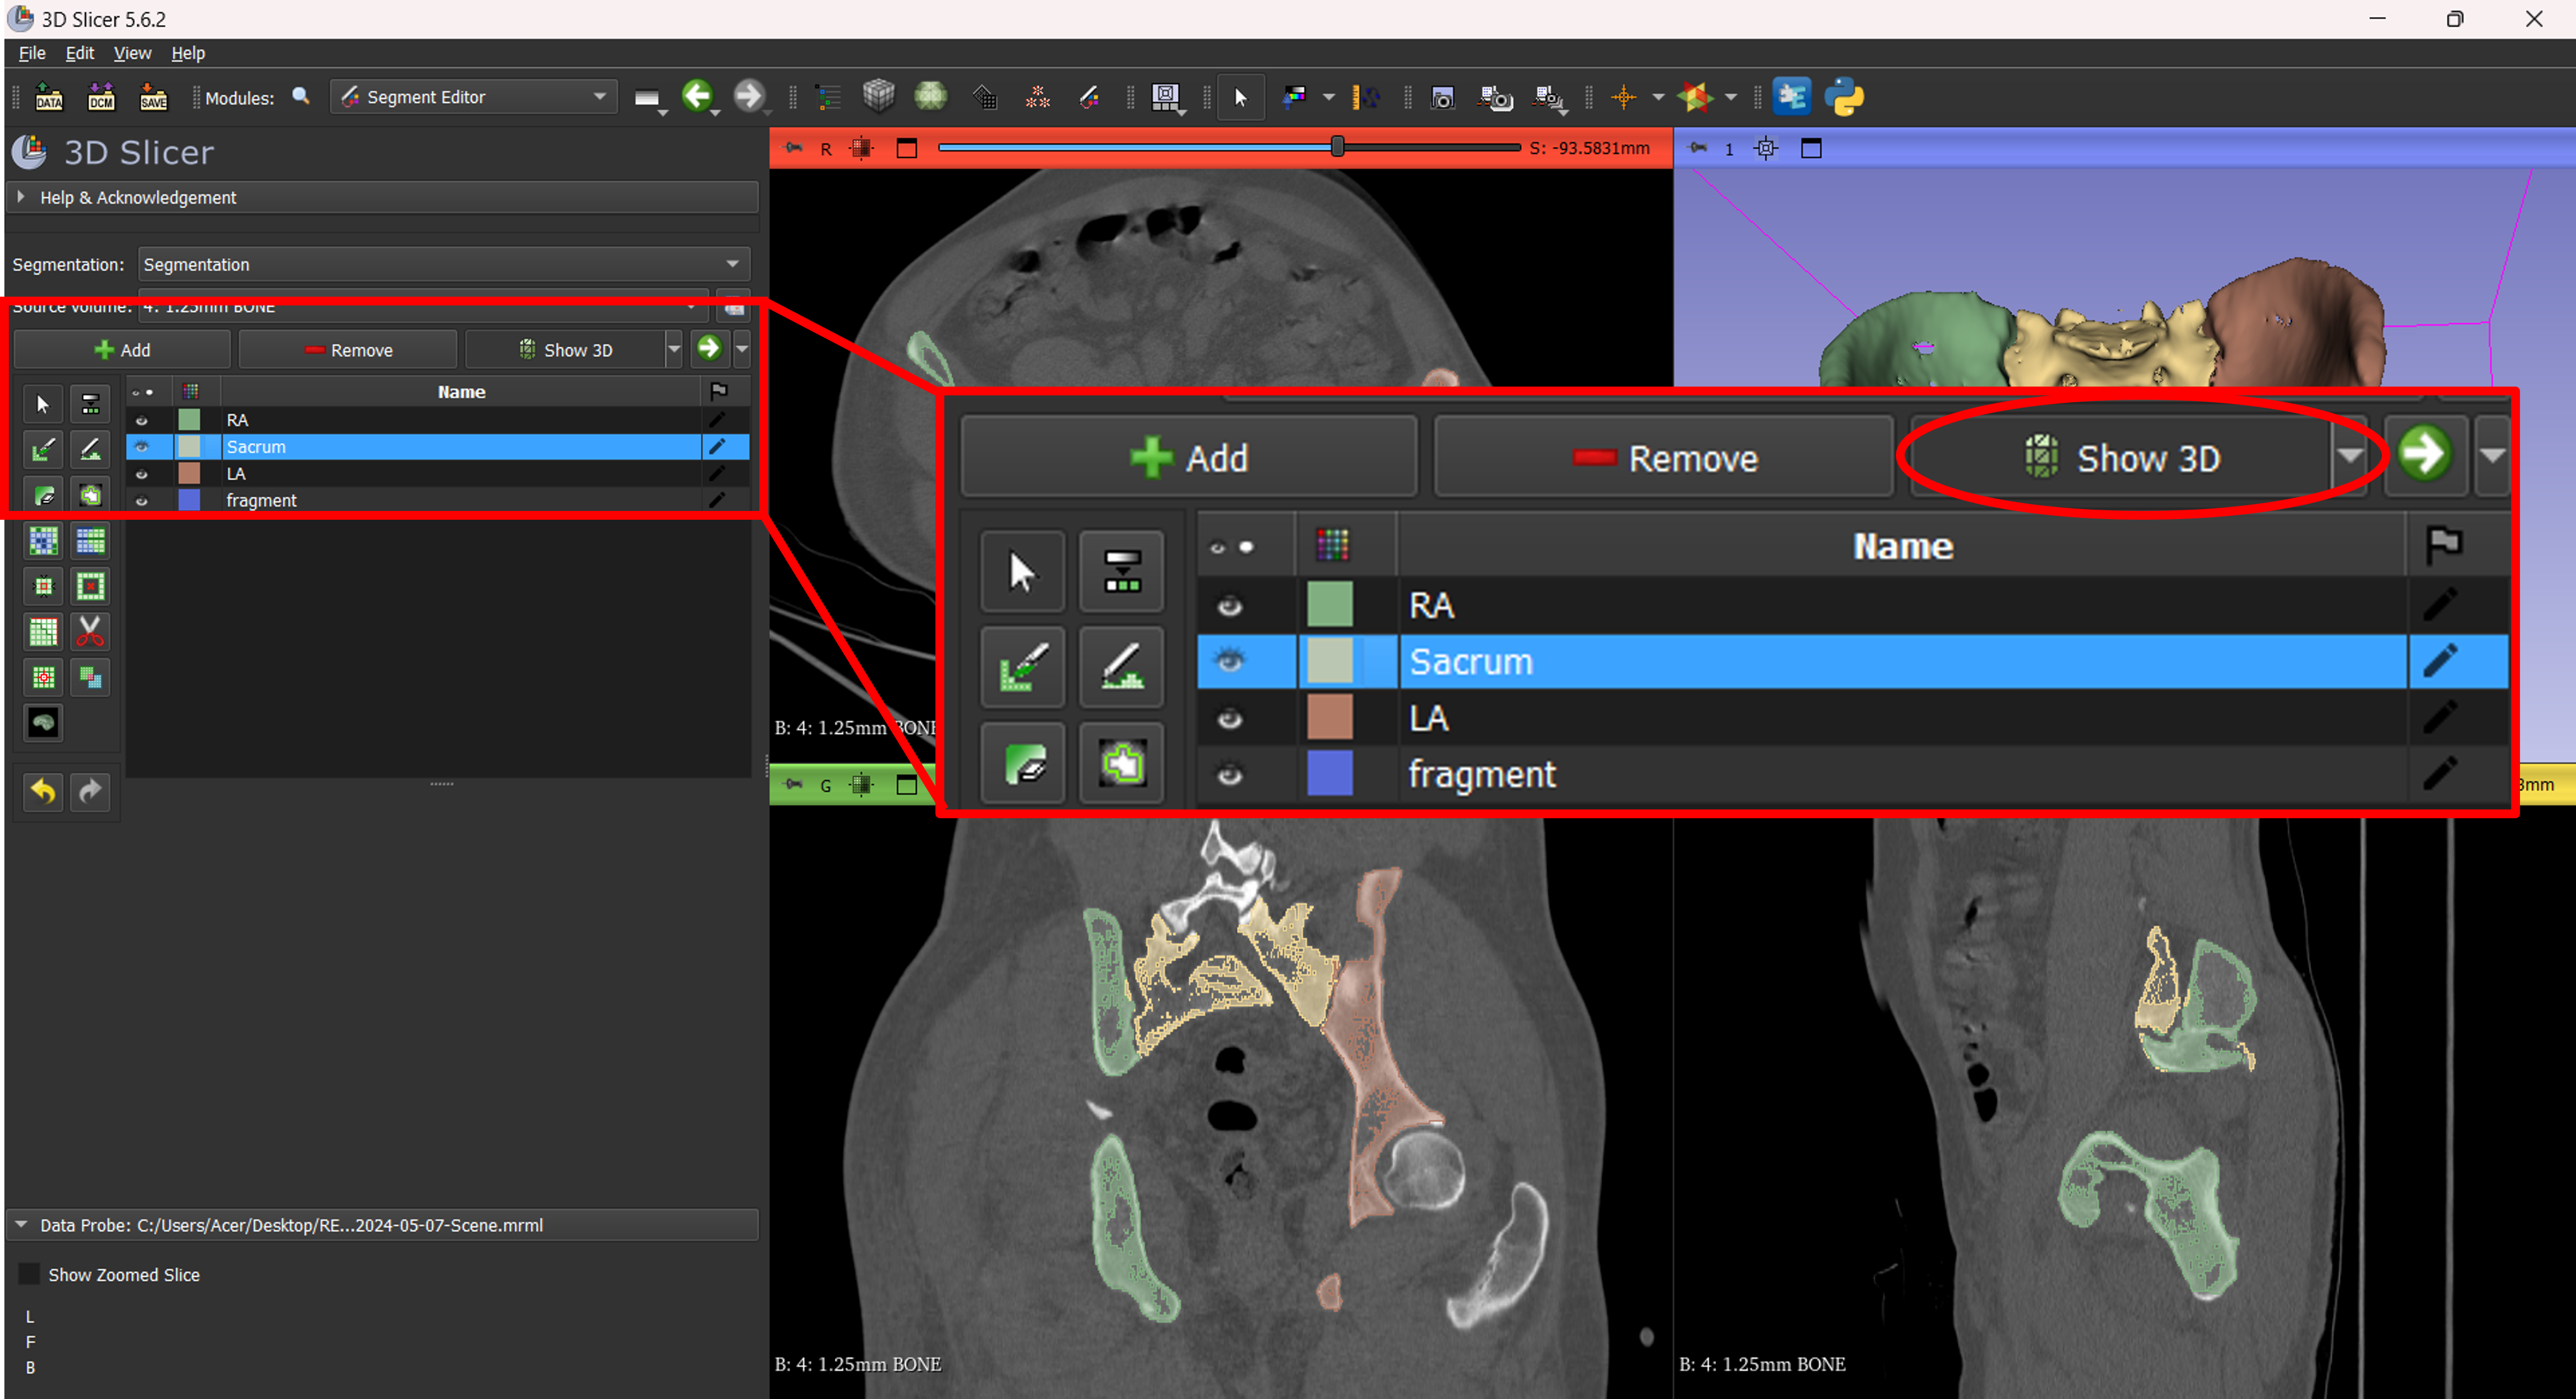 3D Slicer 5.6.2
File Edit View Help
DATA DCM SAVE Modules: Segment Editor
3D Slicer
Help & Acknowledgement
Segmentation: Segmentation
Source volume: 4: 1.25mm BONE
Add Remove Show 3D
Name
RA
Sacrum
LA
fragment
Data Probe: C:/Users/Acer/Desktop/RE...2024-05-07-Scene.mrml
Show Zoomed Slice
L
F
B
R S: -93.5831mm
B: 4: 1.25mm BONE
1
Add Remove Show 3D
Name
RA
Sacrum
LA
fragment
G
3mm
B: 4: 1.25mm BONE
B: 4: 1.25mm BONE